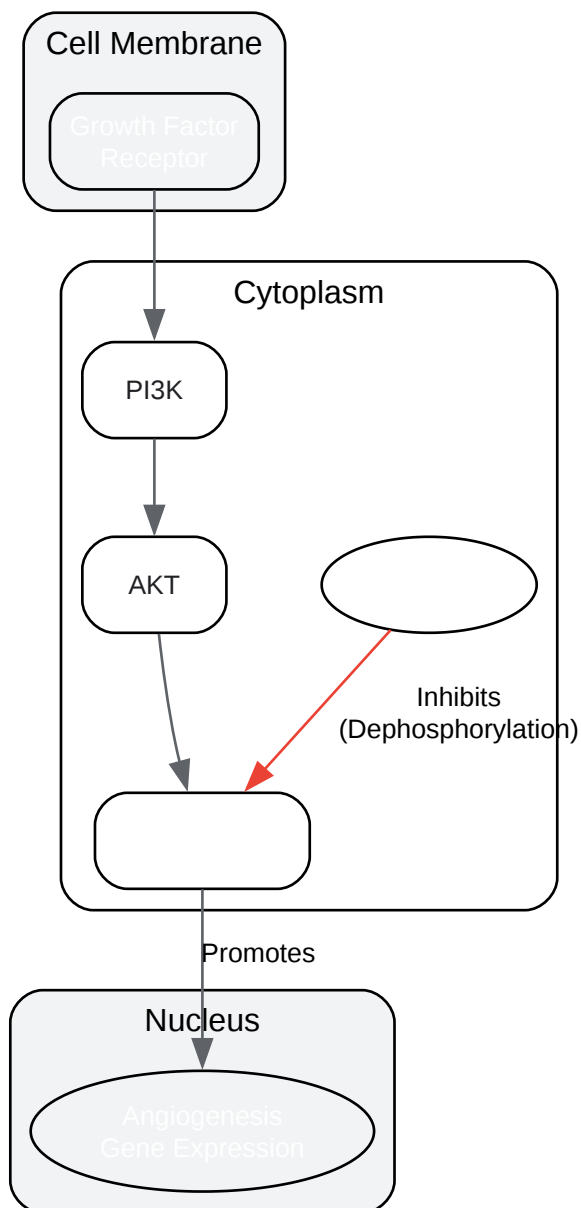 Cell Membrane
Growth Factor
Receptor
Cytoplasm
PI3K
AKT
Inhibits
(Dephosphorylation)
Promotes
Nucleus
Angiogenesis
Gene Expression